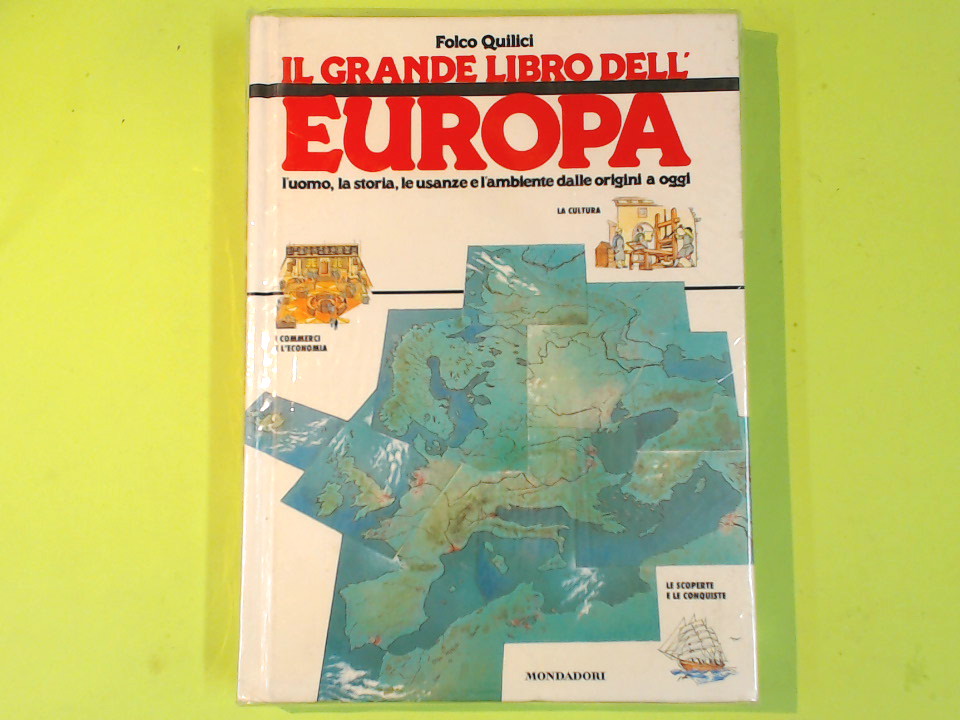 Folco Quilici
IL GRANDE LIBRO DELL'
EUROPA
l'uomo, la storia, le usanze e l'ambiente dalle origini a oggi
LA CULTURA
I COMMERCI
E L'ECONOMIA
LE SCOPERTE
E LE CONQUISTE
MONDADORI